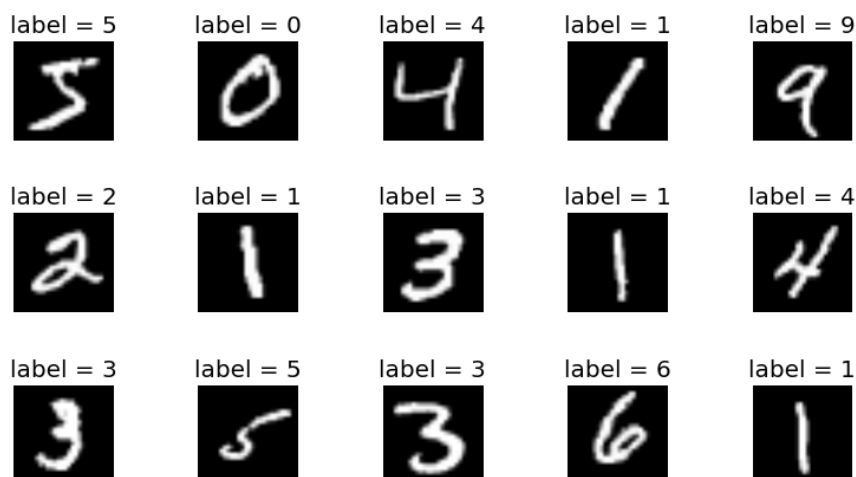 label = 5 label = 0 label = 4 label = 1 label = 9
5 0 4 1 9
label = 2 label = 1 label = 3 label = 1 label = 4
2 1 3 1 4
label = 3 label = 5 label = 3 label = 6 label = 1
3 5 3 6 1